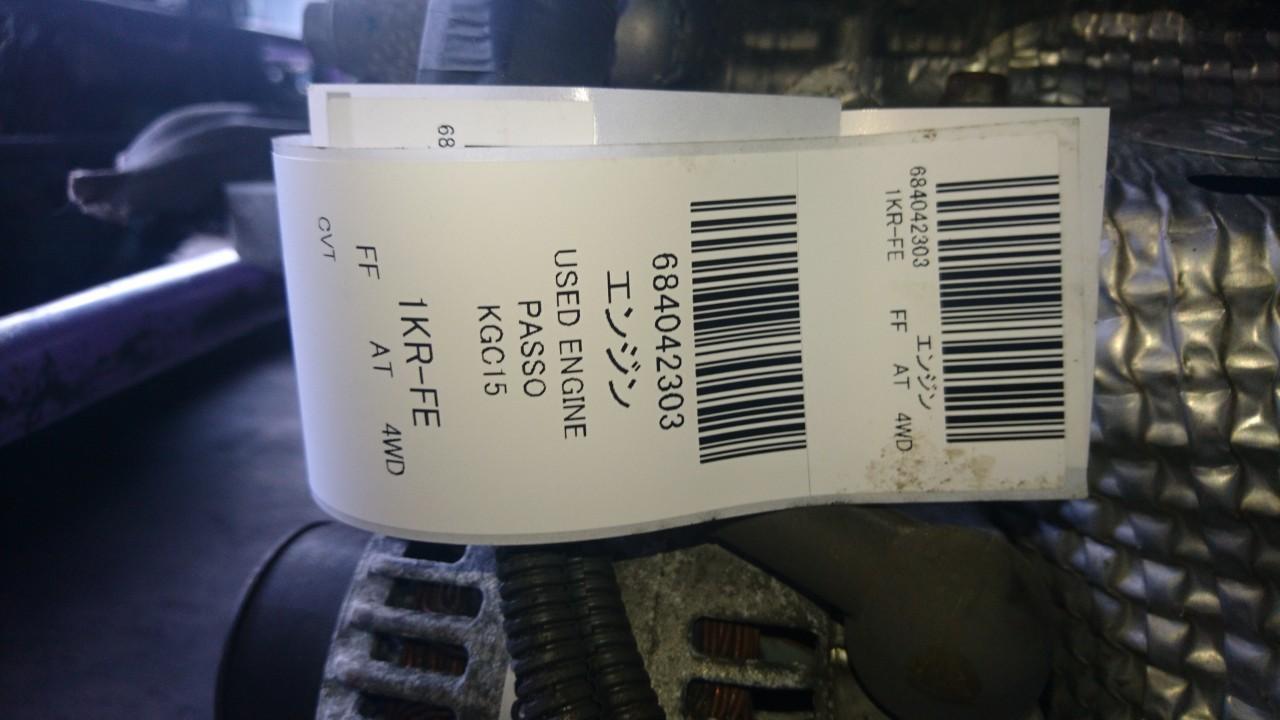 684042303 エンジン
1KR-FE FF AT 4WD
684042303
エンジン
USED ENGINE
PASSO
KGC15
1KR-FE
FF AT 4WD
CVT
68